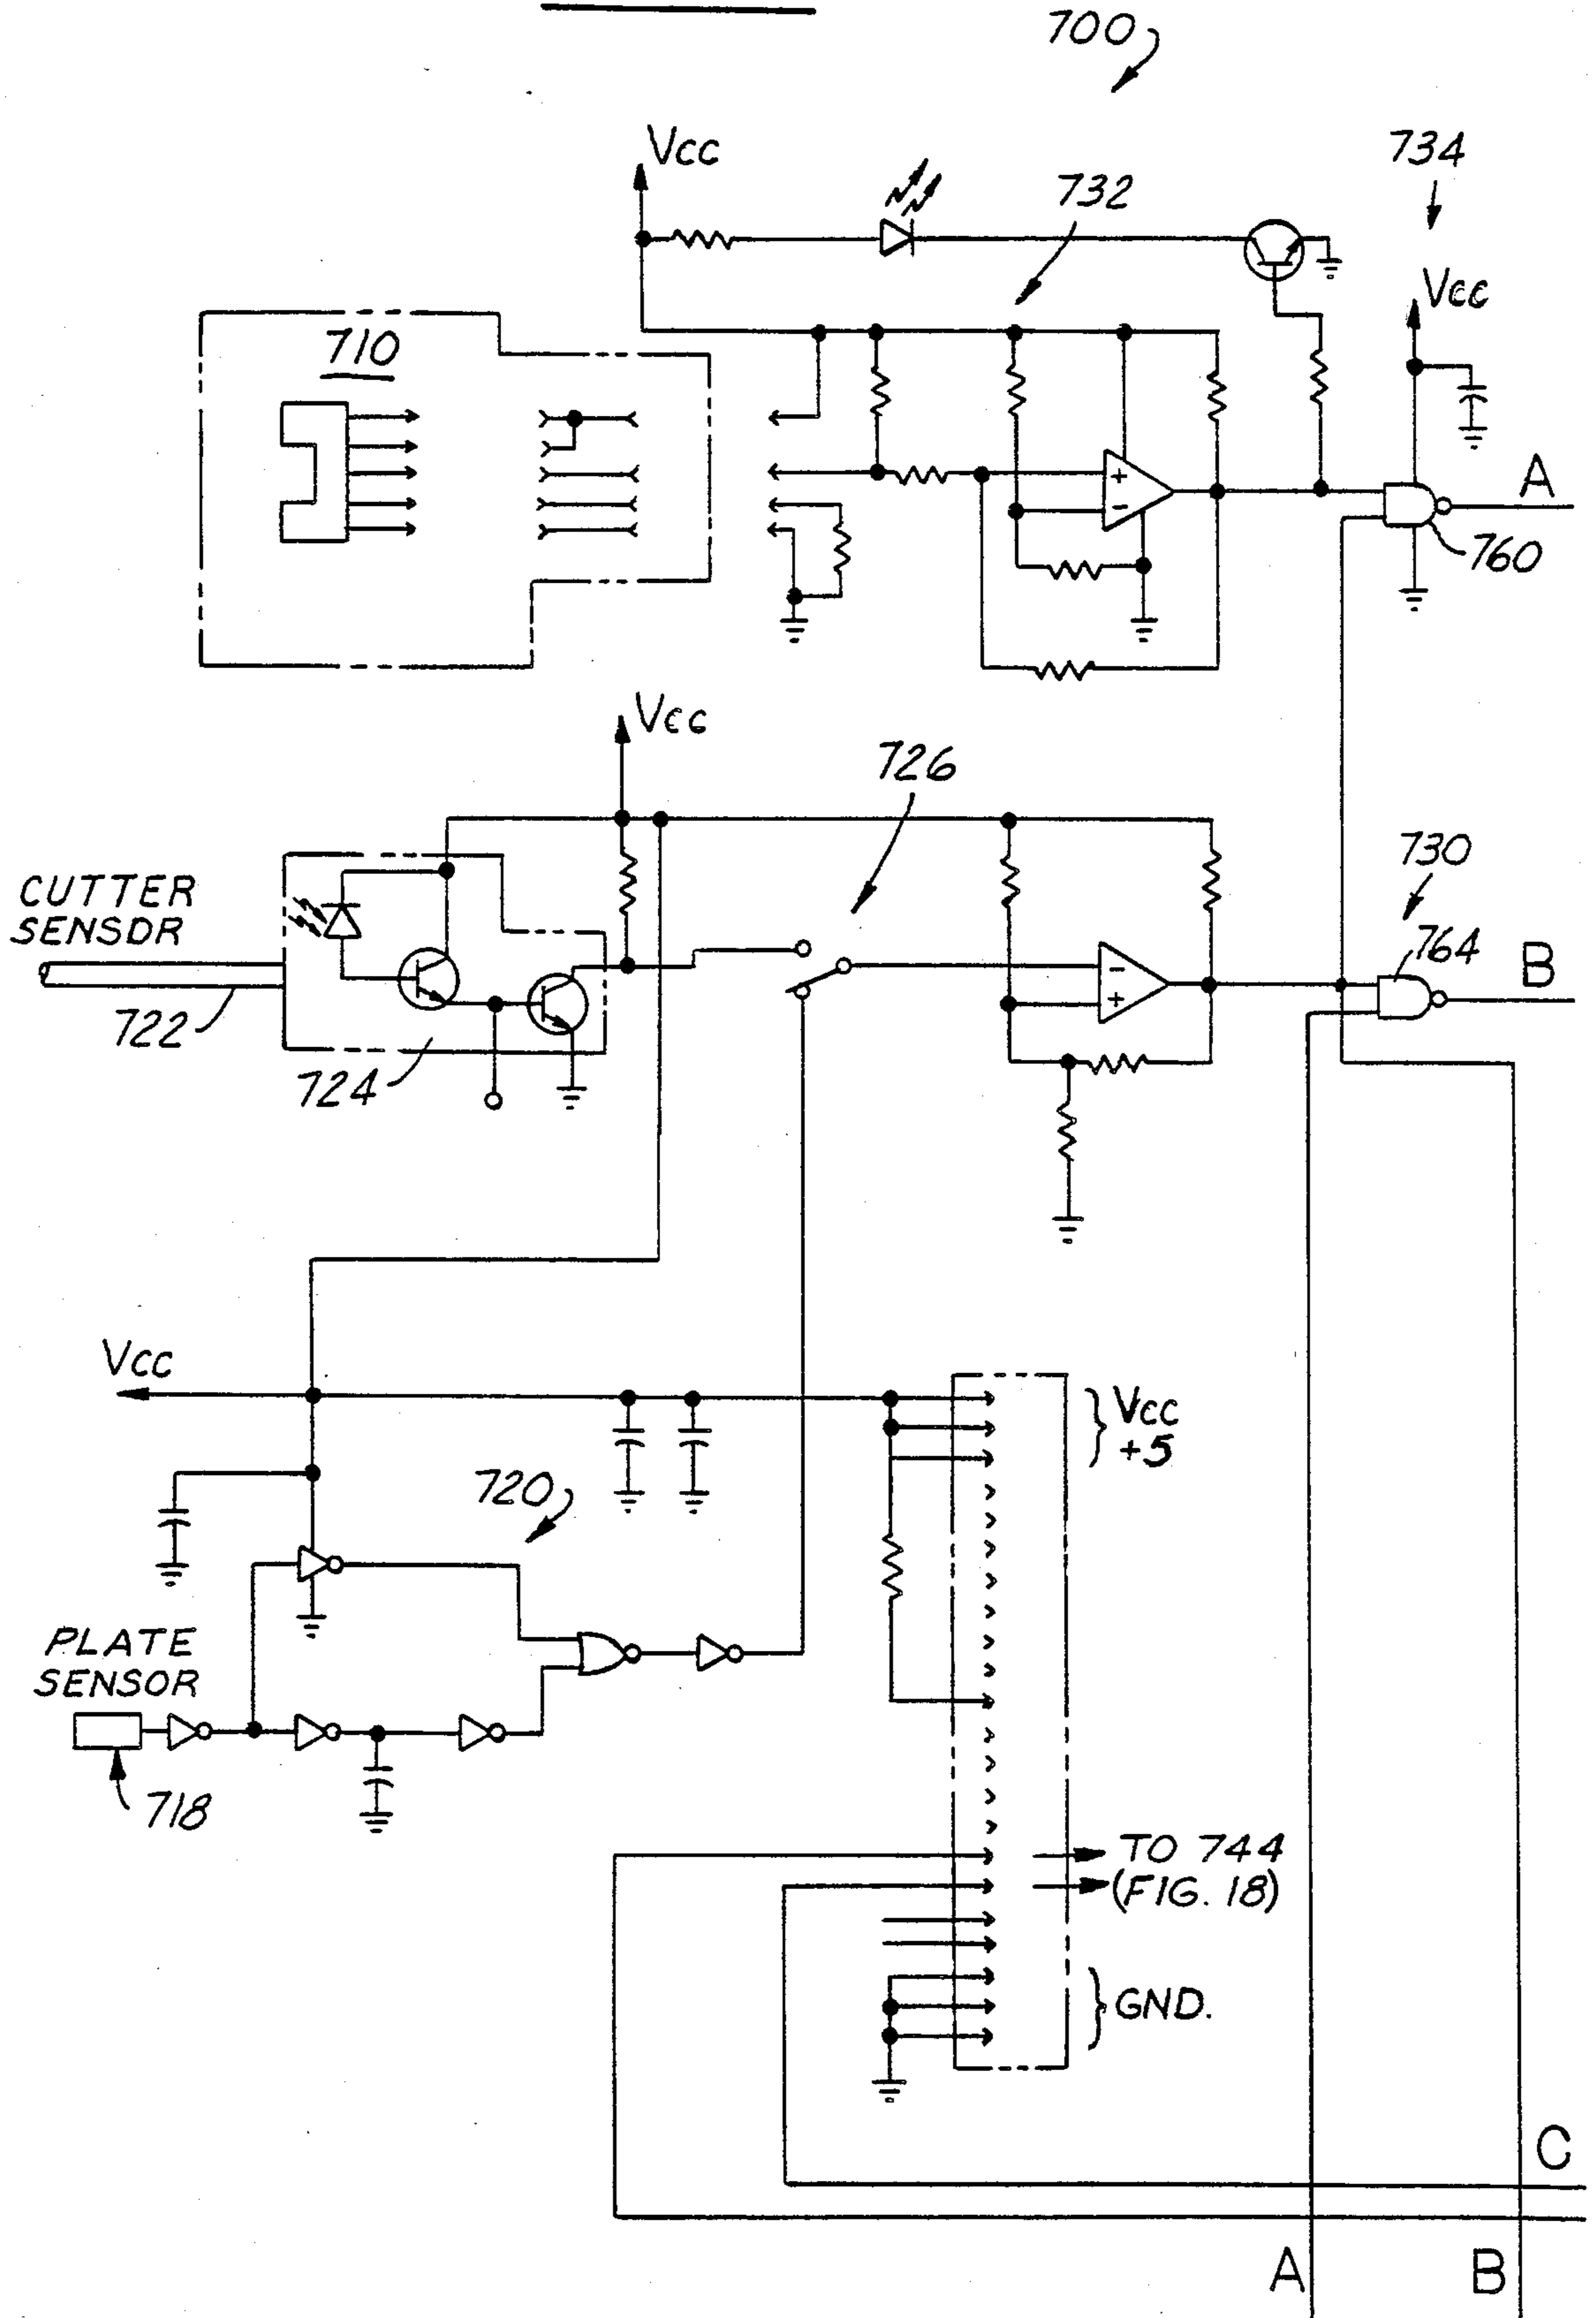 700
Vcc
732
734
Vcc
710
+
-
A
760
Vcc
726
CUTTER
SENSOR
730
764
-
+
B
722
724
Vcc
Vcc
+5
720
PLATE
SENSOR
718
TO 744
(FIG. 18)
GND.
C
A
B